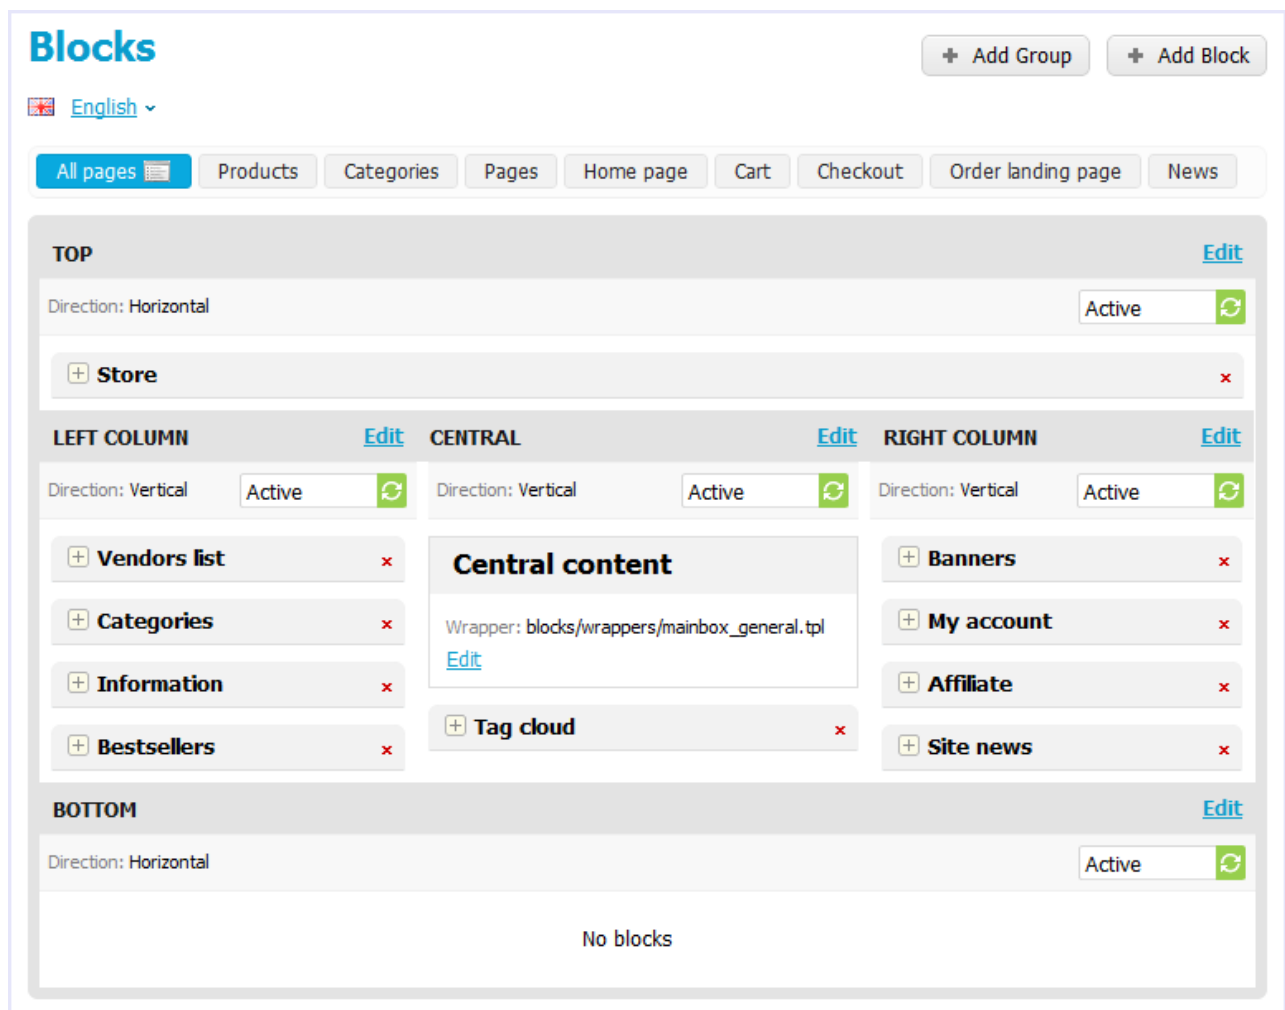 Blocks
Add Group
Add Block
English
All pages
Products
Categories
Pages
Home page
Cart
Checkout
Order landing page
News
TOP
Edit
Direction: Horizontal
Active
Store
LEFT COLUMN
Edit
Direction: Vertical
Active
Vendors list
Categories
Information
Bestsellers
CENTRAL
Edit
Direction: Vertical
Active
Central content
Wrapper: blocks/wrappers/mainbox_general.tpl
Edit
Tag cloud
RIGHT COLUMN
Edit
Direction: Vertical
Active
Banners
My account
Affiliate
Site news
BOTTOM
Edit
Direction: Horizontal
Active
No blocks